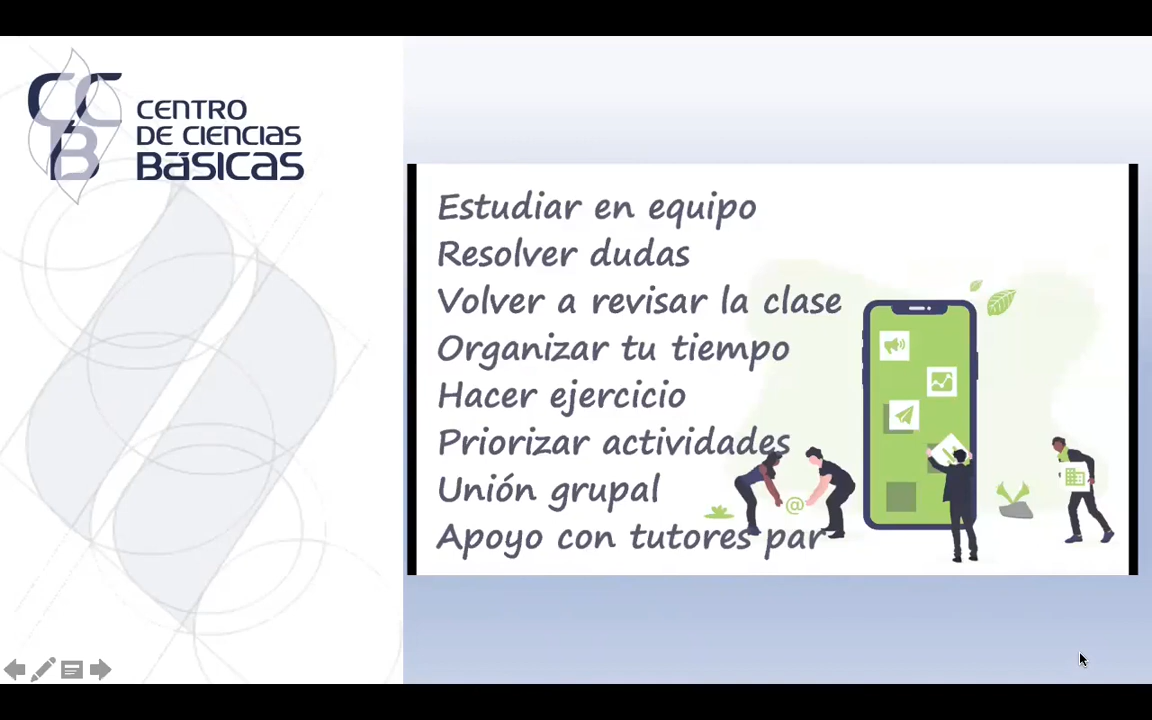 CCB
CENTRO
DE CIENCIAS
BÁSICAS
Estudiar en equipo
Resolver dudas
Volver a revisar la clase
Organizar tu tiempo
Hacer ejercicio
Priorizar actividades
Unión grupal
@
Apoyo con tutores par